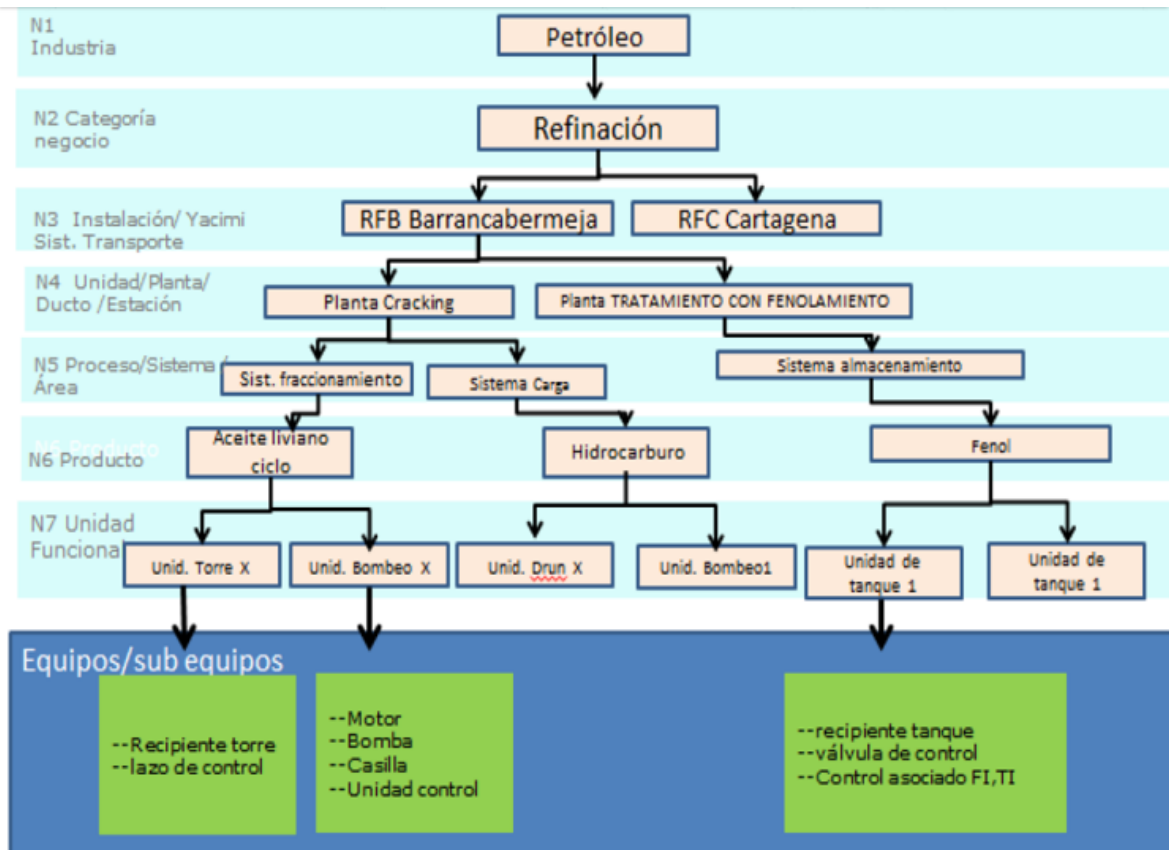 N1
Industria
Petróleo
N2 Categoría
negocio
Refinación
N3 Instalación/ Yacimi
Sist. Transporte
RFB Barrancabermeja
RFC Cartagena
N4 Unidad/Planta/
Ducto /Estación
Planta Cracking
Planta TRATAMIENTO CON FENOLAMIENTO
N5 Proceso/Sistema /
Área
Sist. fraccionamiento
Sistema Carga
Sistema almacenamiento
N6 Producto
N6 Producto
Aceite liviano
ciclo
Hidrocarburo
Fenol
N7 Unidad
Funcional
Unid. Torre X
Unid. Bombeo X
Unid. Drun X
Unid. Bombeo1
Unidad de
tanque 1
Unidad de
tanque 1
Equipos/sub equipos
--Recipiente torre
--lazo de control
--Motor
--Bomba
--Casilla
--Unidad control
--recipiente tanque
--válvula de control
--Control asociado FI,TI